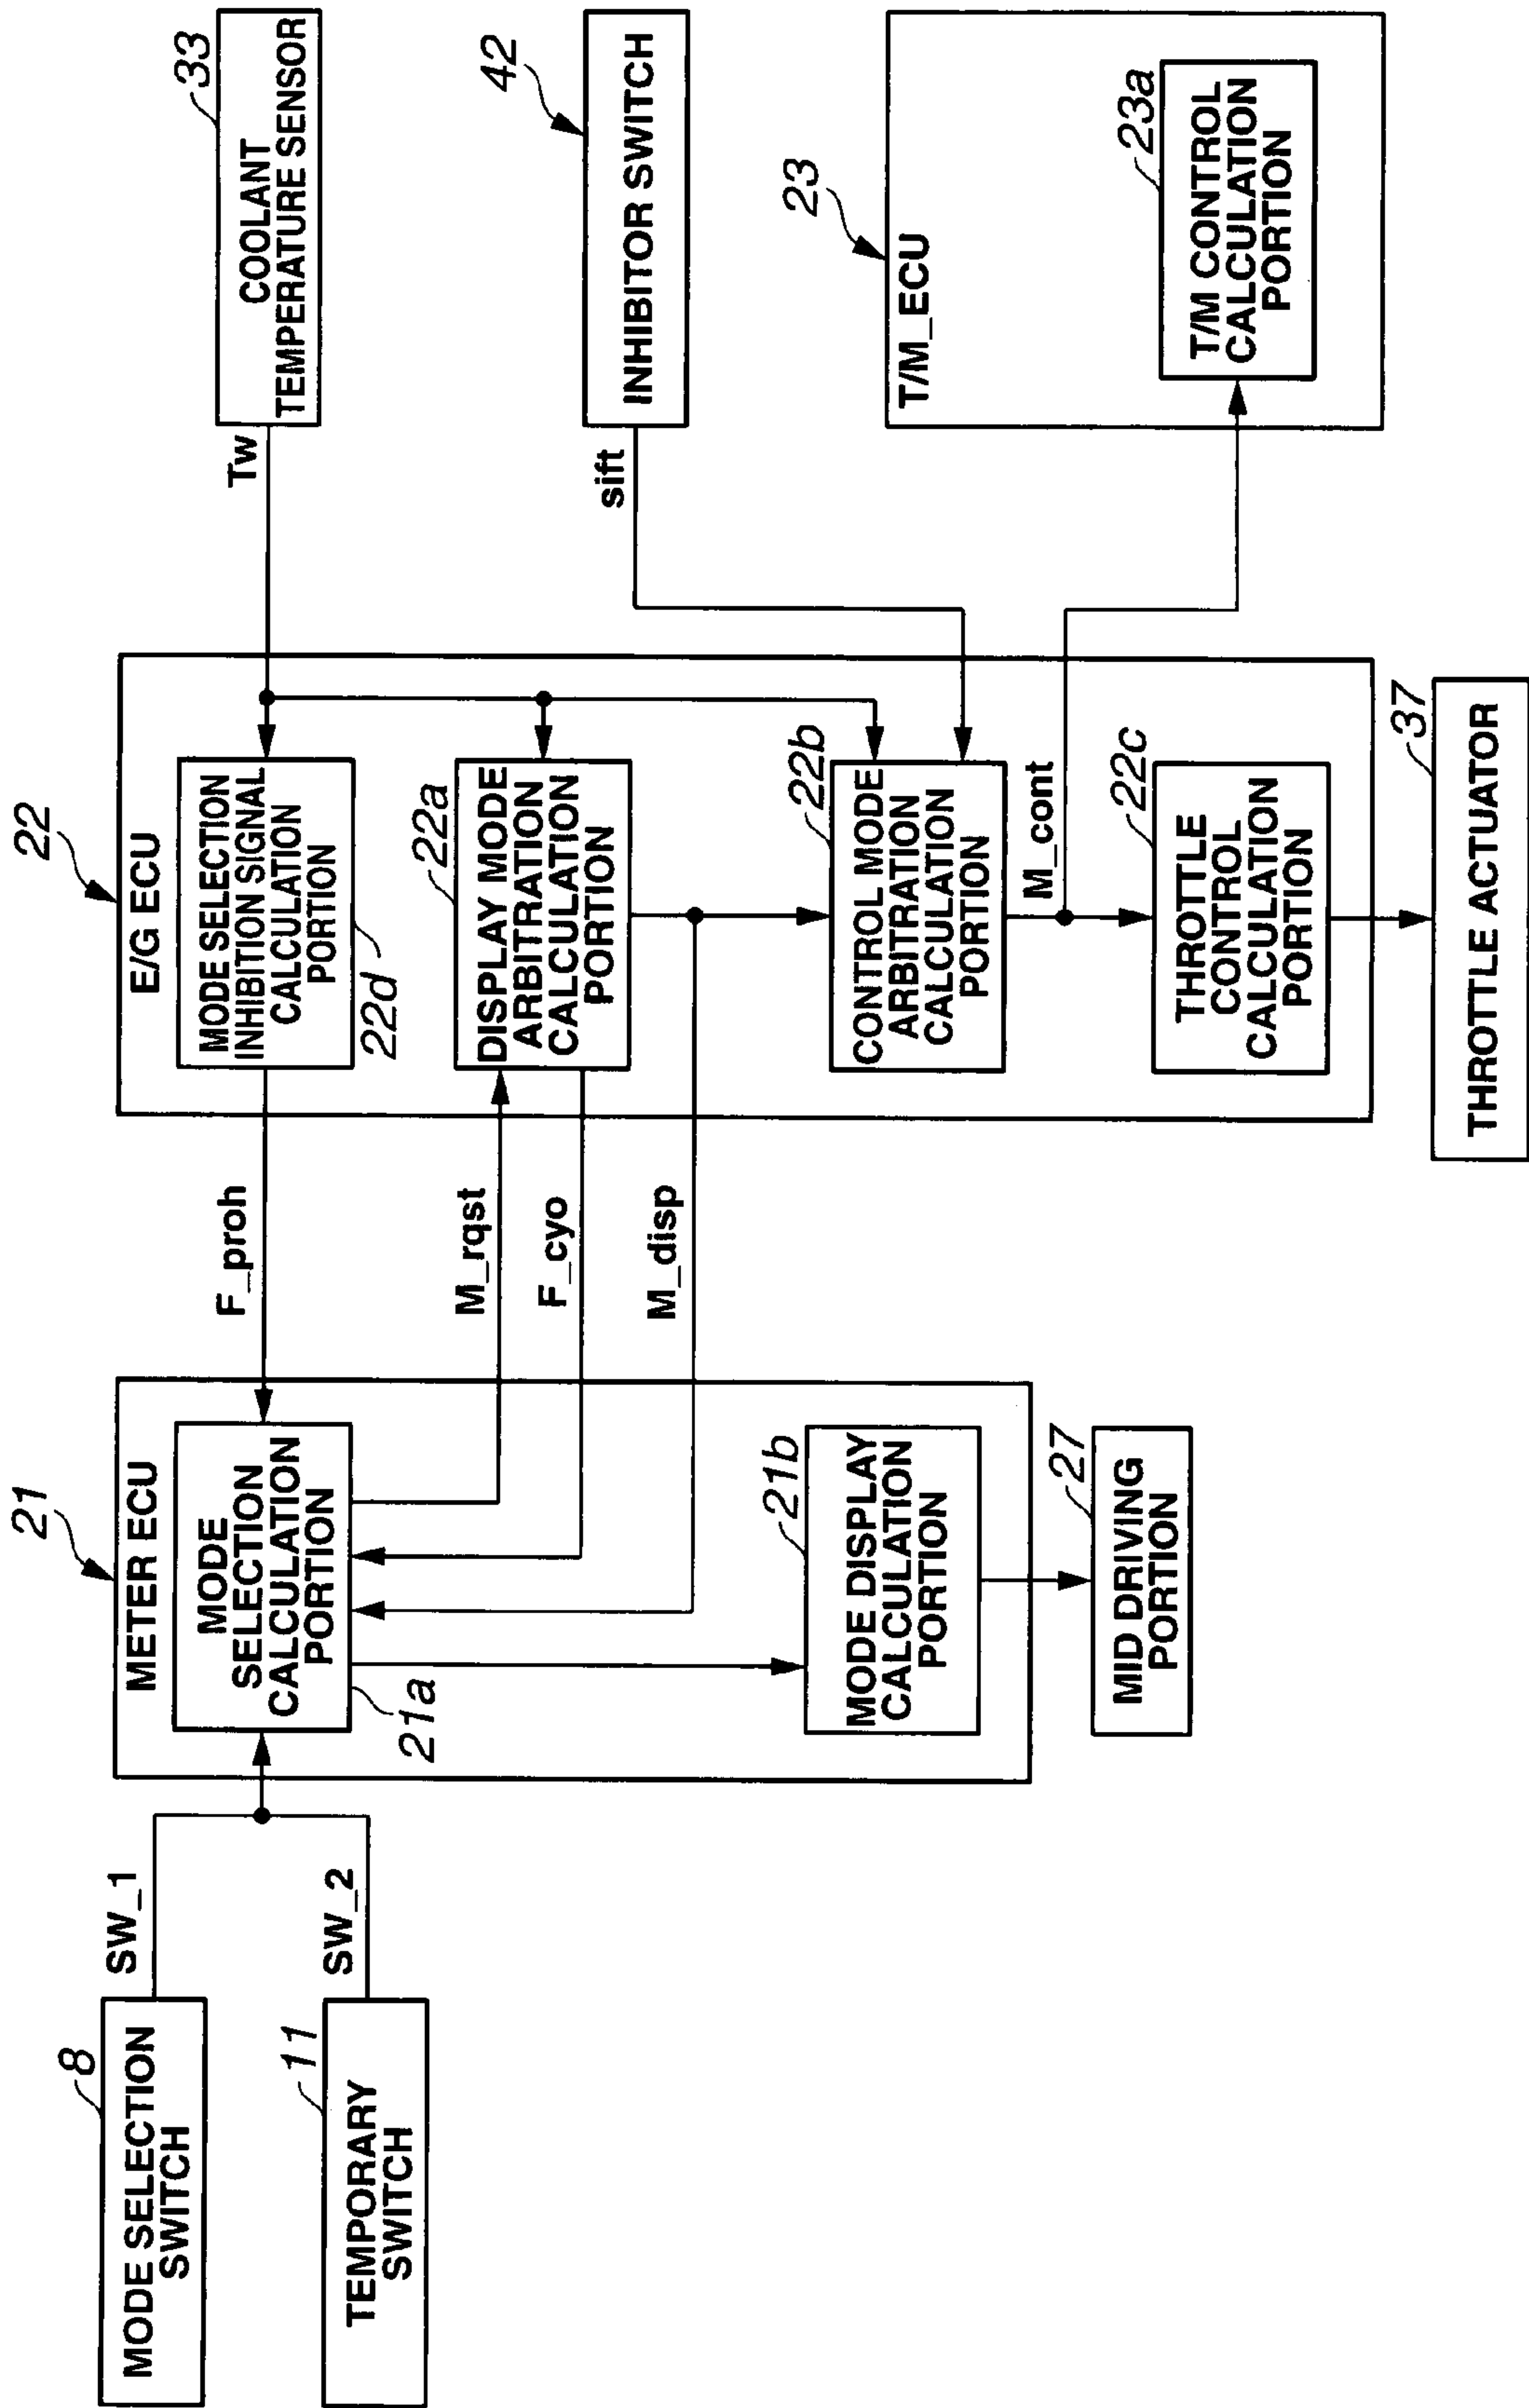 8
MODE SELECTION
SWITCH
SW_1
11
TEMPORARY
SWITCH
SW_2
21
METER ECU
MODE
SELECTION
CALCULATION
PORTION
21a
21b
MODE DISPLAY
CALCULATION
PORTION
27
MID DRIVING
PORTION
F_proh
M_rqst
F_cyo
M_disp
22
E/G ECU
MODE SELECTION
INHIBITION SIGNAL
CALCULATION
PORTION
22d
22a
DISPLAY MODE
ARBITRATION
CALCULATION
PORTION
22b
CONTROL MODE
ARBITRATION
CALCULATION
PORTION
M_cont
22c
THROTTLE
CONTROL
CALCULATION
PORTION
37
THROTTLE ACTUATOR
33
COOLANT
TEMPERATURE SENSOR
Tw
42
INHIBITOR SWITCH
sift
23
T/M_ECU
23a
T/M CONTROL
CALCULATION
PORTION